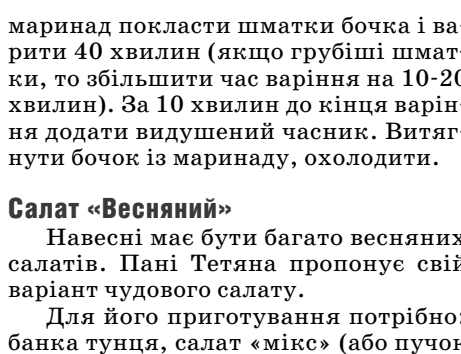 маринад покласти шматки бочка і ва-
рити 40 хвилин (якщо грубіші шмат-
ки, то збільшити час варіння на 10-20
хвилин). За 10 хвилин до кінця варін-
ня додати видушений часник. Витяг-
нути бочок із маринаду, охолодити.
Салат «Весняний»
Навесні має бути багато весняних
салатів. Пані Тетяна пропонує свій
варіант чудового салату.
Для його приготування потрібно:
банка тунця, салат «мікс» (або пучок